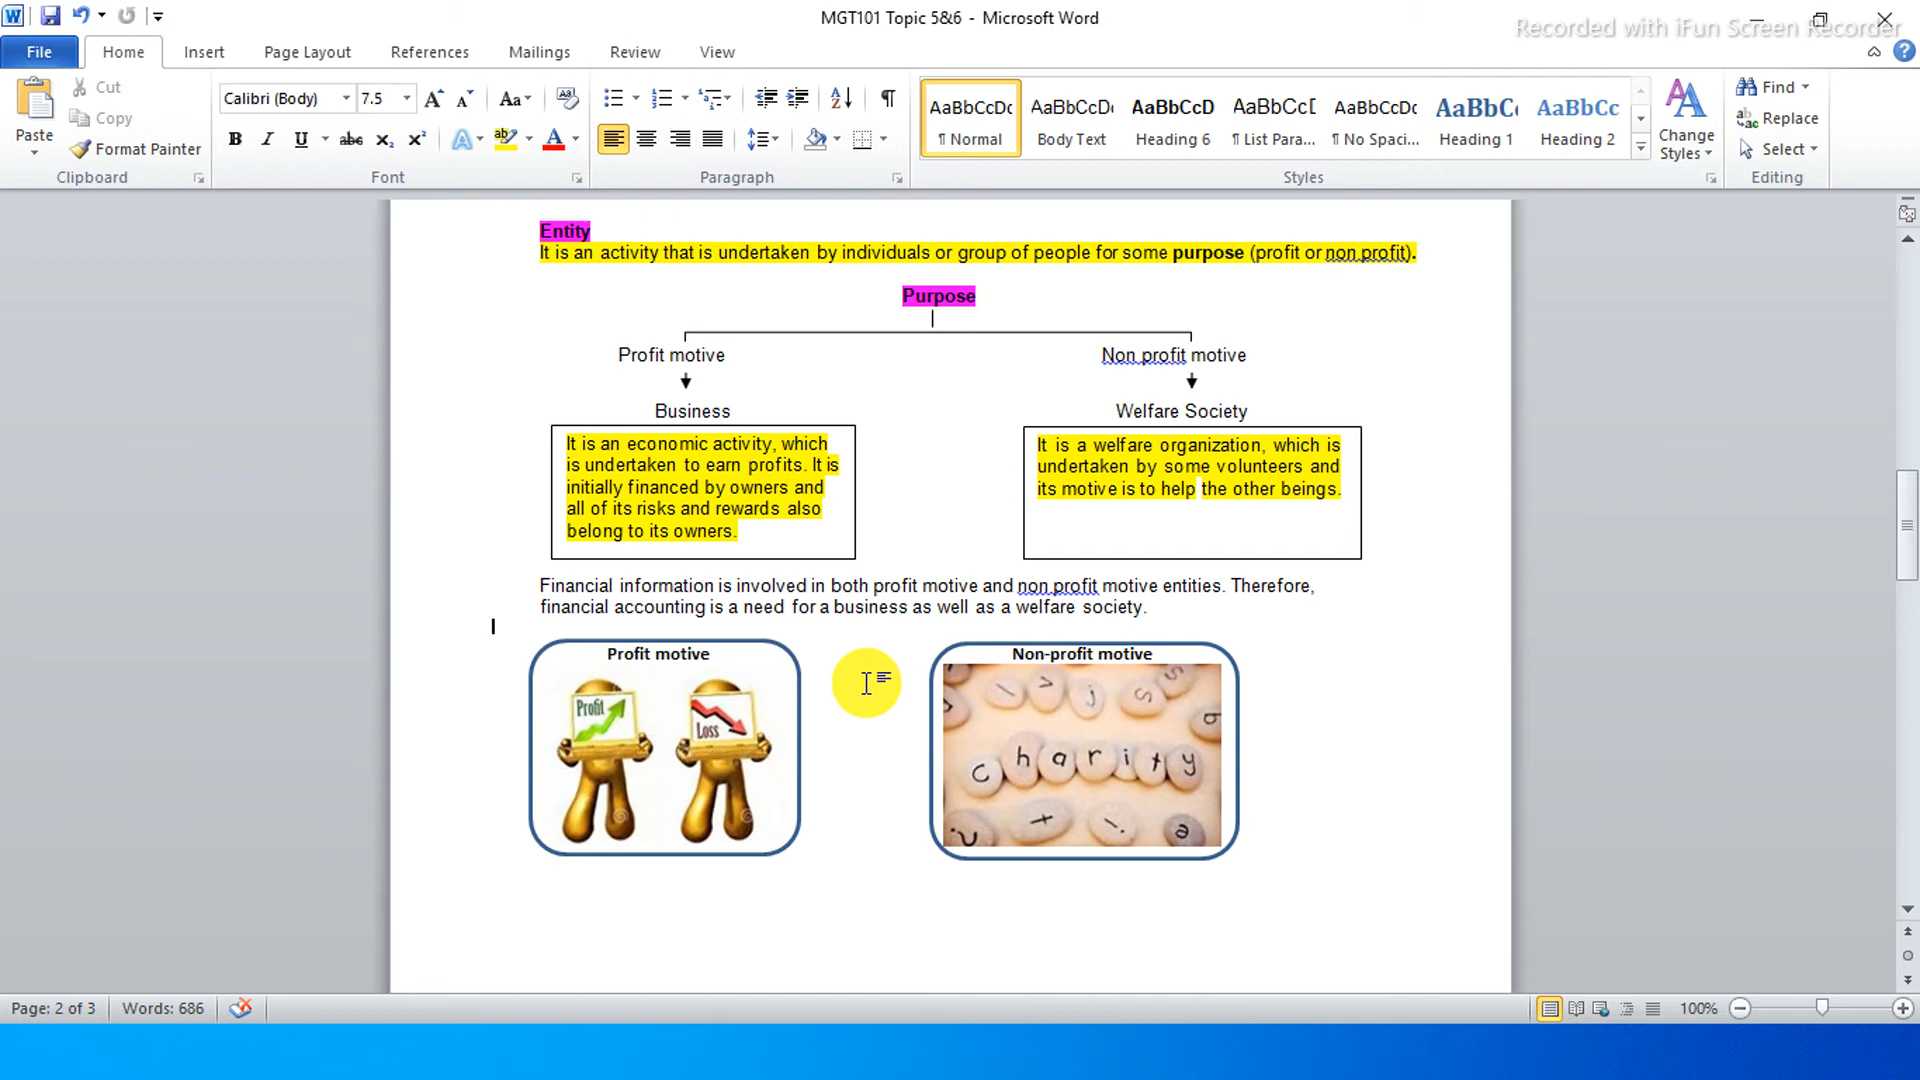 MGT101 Topic 5&6 - Microsoft Word
Recorded with iFun Screen Recorder
File Home Insert Page Layout References Mailings Review View
Paste
Cut
Copy
Format Painter
Clipboard
Calibri (Body) 7.5
Font
Paragraph
AaBbCcDc AaBbCcDc AaBbCcD AaBbCcD AaBbCcDc AaBbCc AaBbCc
¶ Normal Body Text Heading 6 ¶ List Para... ¶ No Spaci... Heading 1 Heading 2
Change Styles
Styles
Find
Replace
Select
Editing
Entity
It is an activity that is undertaken by individuals or group of people for some purpose (profit or non profit).
Purpose
Profit motive Non profit motive
Business Welfare Society
It is an economic activity, which
is undertaken to earn profits. It is
initially financed by owners and
all of its risks and rewards also
belong to its owners.
It is a welfare organization, which is
undertaken by some volunteers and
its motive is to help the other beings.
Financial information is involved in both profit motive and non profit motive entities. Therefore,
financial accounting is a need for a business as well as a welfare society.
Profit motive
Profit Loss
Non-profit motive
charity
Page: 2 of 3 Words: 686 100%